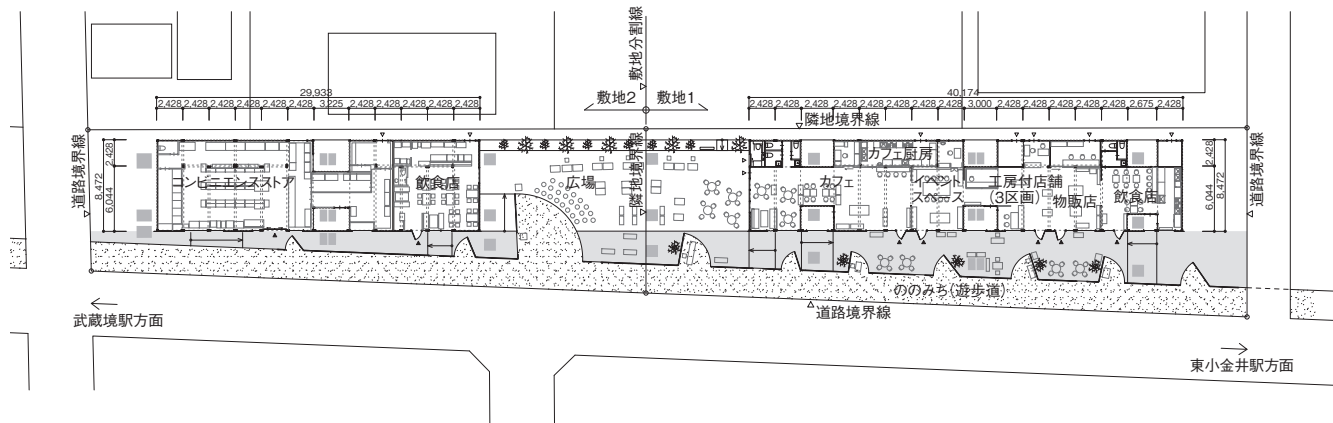 敷地分割線
29,933
2,428 2,428 2,428 2,428 2,428 2,428 3,225 2,428 2,428 2,428 2,428 2,428
敷地2 敷地1
40,174
2,428 2,428 2,428 2,428 2,428 2,428 2,428 2,428 3,000 2,428 2,428 2,428 2,428 2,428 2,675 2,428
隣地境界線
道路境界線
2,428
8,472
6,044
コンビニエンスストア
飲食店
広場
隣地境界線
カフェ
カフェ厨房
イベント
スペース
工房付店舗
(3区画)
物販店
飲食店
2,428
6,044
8,472
道路境界線
ののみち(遊歩道)
道路境界線
武蔵境駅方面
東小金井駅方面